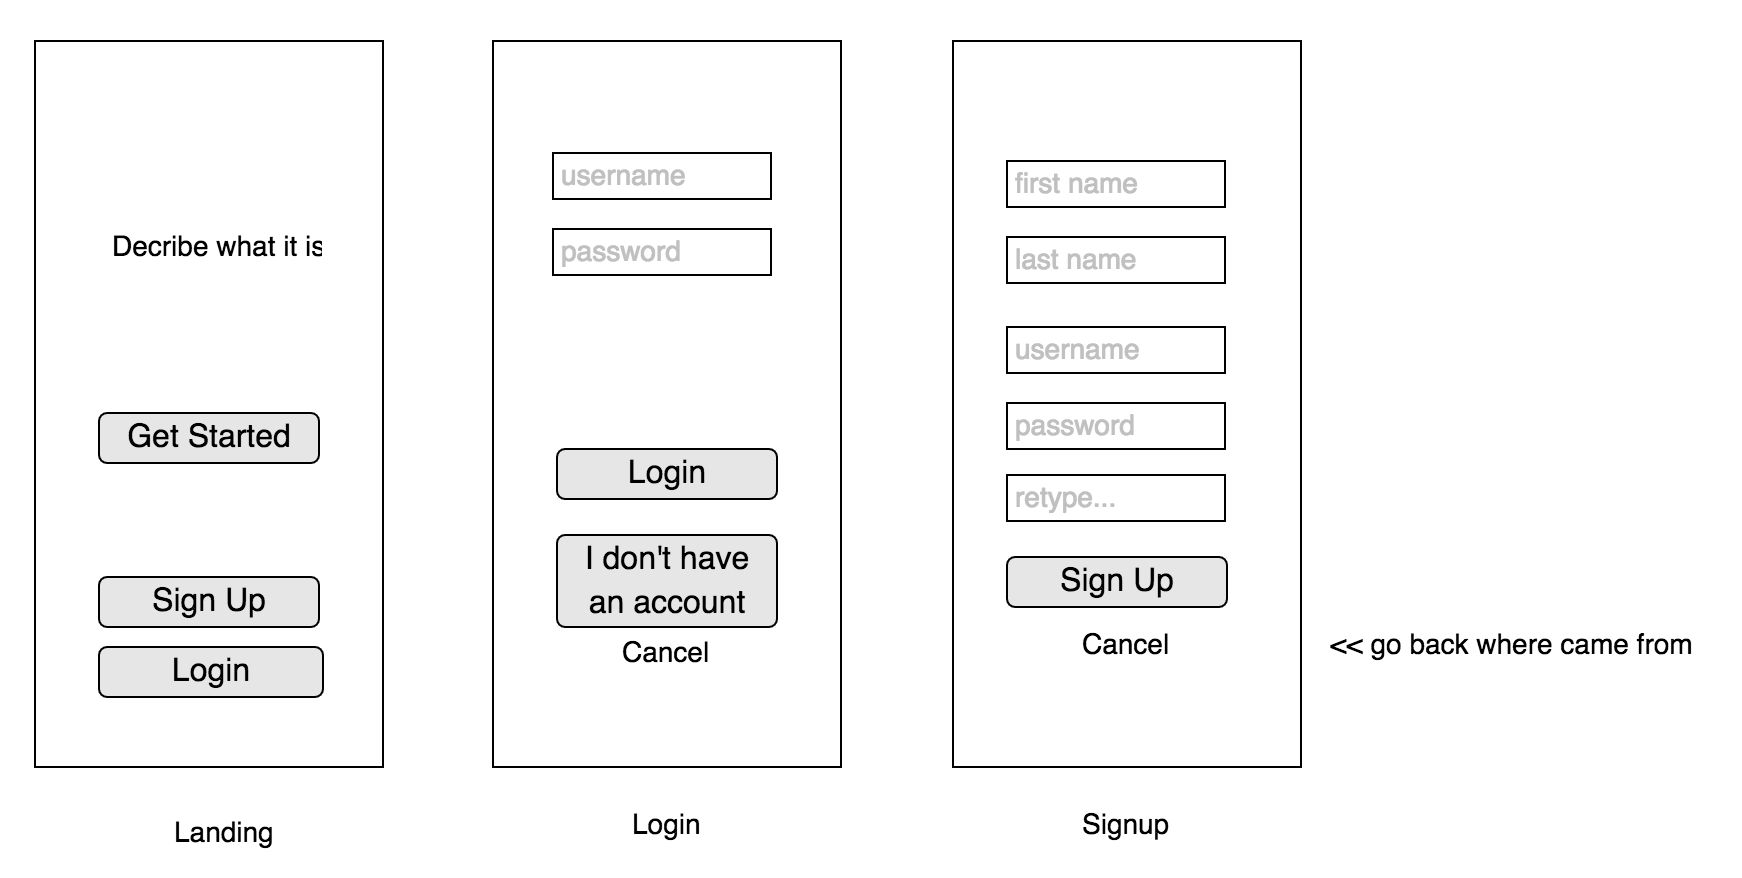 Decribe what it is
Get Started
Sign Up
Login
Landing
username
password
Login
I don't have
an account
Cancel
Login
first name
last name
username
password
retype...
Sign Up
Cancel
<< go back where came from
Signup